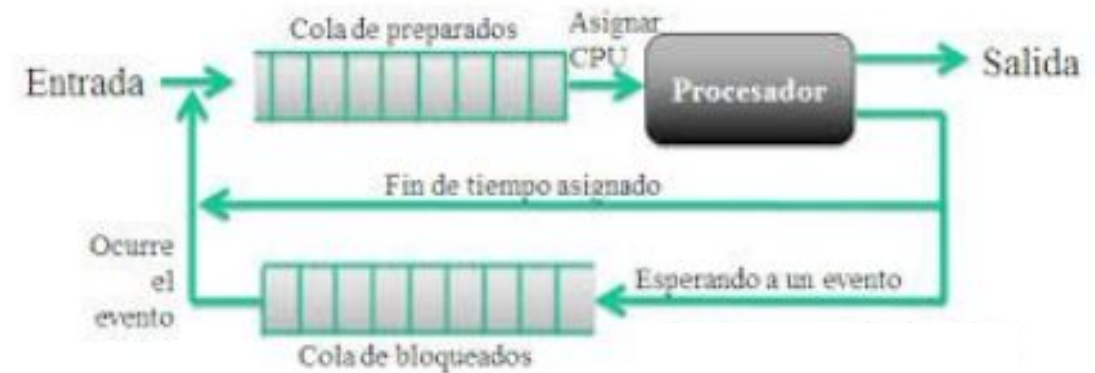 Cola de preparados
Asignar
CPU
Entrada
Procesador
Salida
Fin de tiempo asignado
Ocurre
el
evento
Esperando a un evento
Cola de bloqueados